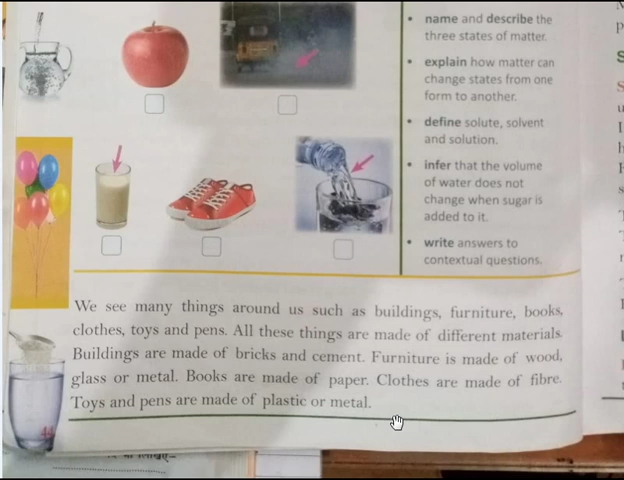 • name and describe the
three states of matter.
• explain how matter can
change states from one
form to another.
• define solute, solvent
and solution.
• infer that the volume
of water does not
change when sugar is
added to it.
• write answers to
contextual questions.
We see many things around us such as buildings, furniture, books,
clothes, toys and pens. All these things are made of different materials.
Buildings are made of bricks and cement. Furniture is made of wood,
glass or metal. Books are made of paper. Clothes are made of fibre.
Toys and pens are made of plastic or metal.
44